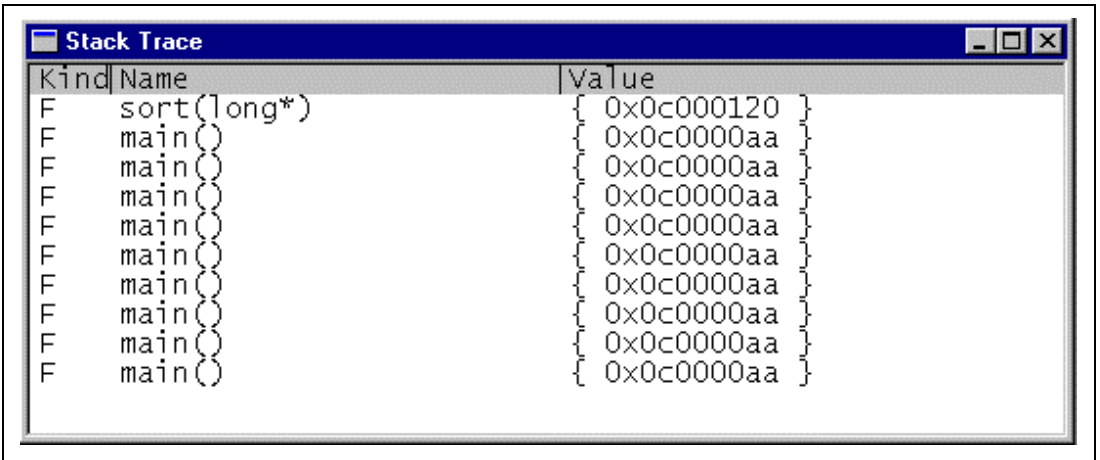 Stack Trace
Kind Name Value
F sort(long*) { 0x0c000120 }
F main() { 0x0c0000aa }
F main() { 0x0c0000aa }
F main() { 0x0c0000aa }
F main() { 0x0c0000aa }
F main() { 0x0c0000aa }
F main() { 0x0c0000aa }
F main() { 0x0c0000aa }
F main() { 0x0c0000aa }
F main() { 0x0c0000aa }